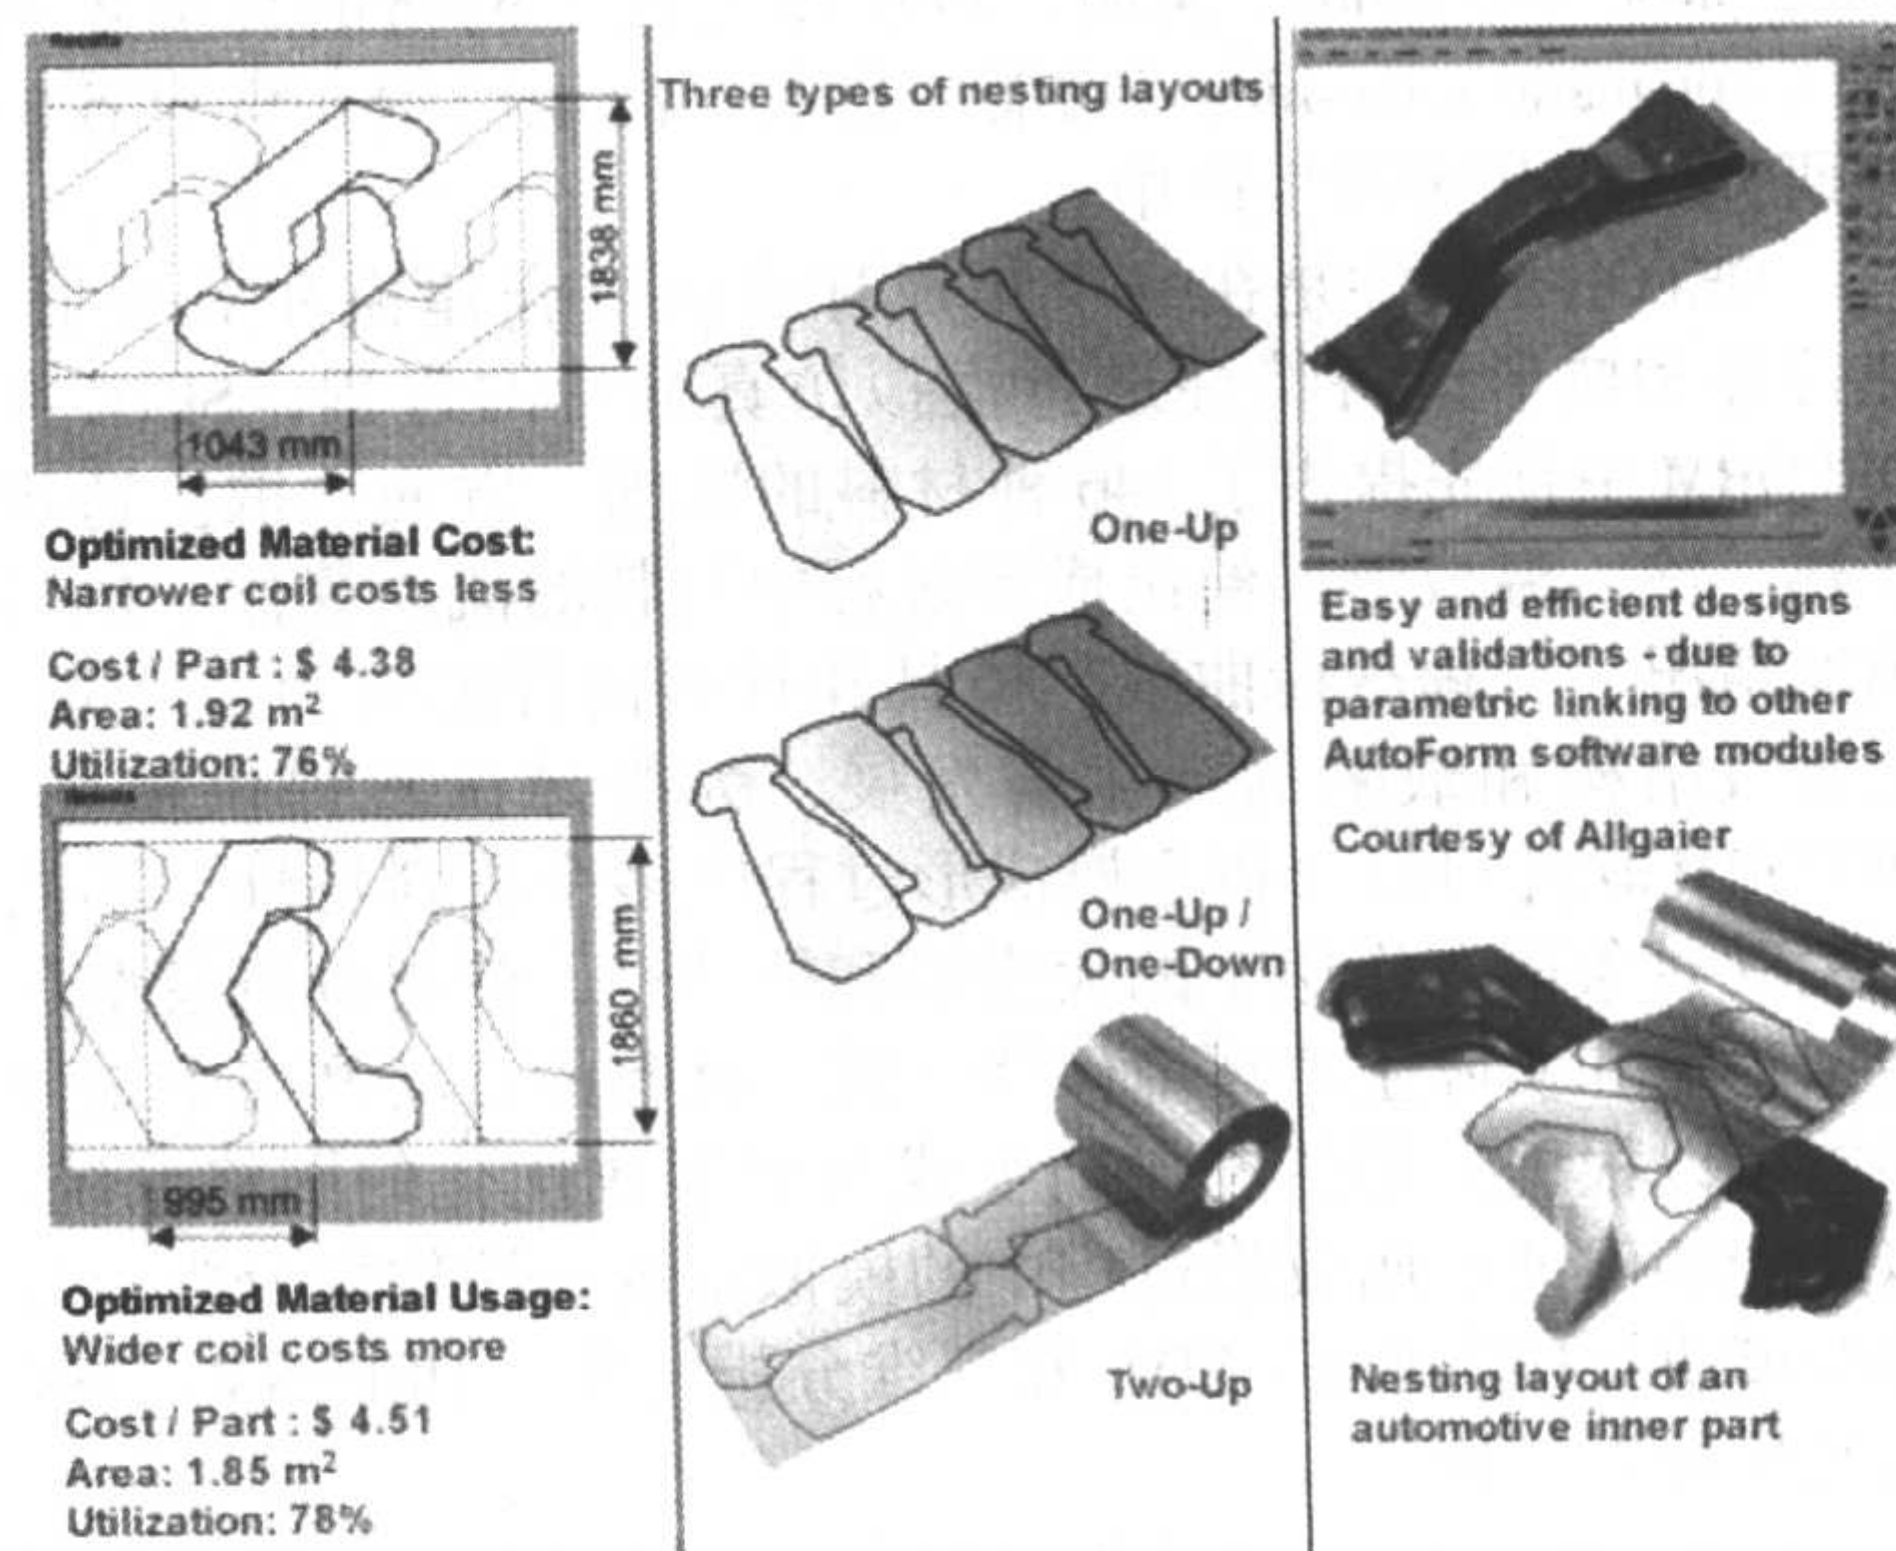 Results
1838 mm
1043 mm
Optimized Material Cost:
Narrower coil costs less
Cost / Part : $ 4.38
Area: 1.92 m²
Utilization: 76%
Results
1860 mm
995 mm
Optimized Material Usage:
Wider coil costs more
Cost / Part : $ 4.51
Area: 1.85 m²
Utilization: 78%
Three types of nesting layouts
One-Up
One-Up /
One-Down
Two-Up
Easy and efficient designs
and validations - due to
parametric linking to other
AutoForm software modules
Courtesy of Allgaier
Nesting layout of an
automotive inner part